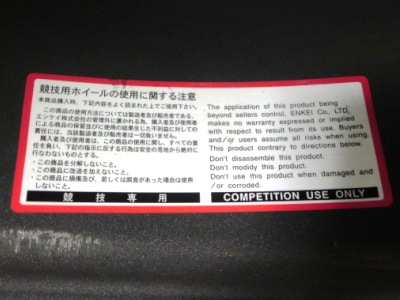 競技用ホイールの使用に関する注意
本商品購入時、下記内容をよく読まれた上でご使用下さい。
この商品の使用方法については製造者及び販売者である、
エンケイ株式会社の管理外に置かれる為、購入者及び使用者
による商品の保管並びに使用の結果生じた不利益に対しての
責任には、当該製造者及び販売者は一切負いません。
購入者及び使用者は、この商品の使用に関し、すべての責
任を負い、下記の指示に反する行為は安全の見地から絶対に
行なわないものとする。
・この商品を分解しないこと。
・この商品に改造を加えないこと。
・この商品に損傷及び、若しくは腐食があった場合は使用
しないこと。
競技専用
The application of this product being
beyond sellers control, ENKEI Co., LTD,
makes no warranty expressed or implied
with respect to result from its use. Buyers
and/or users assume all risks when using.
This product contrary to directions below.
Don't disassemble this product.
Don't modidy this product.
Don't use this product when damaged and
/or corroded.
COMPETITION USE ONLY